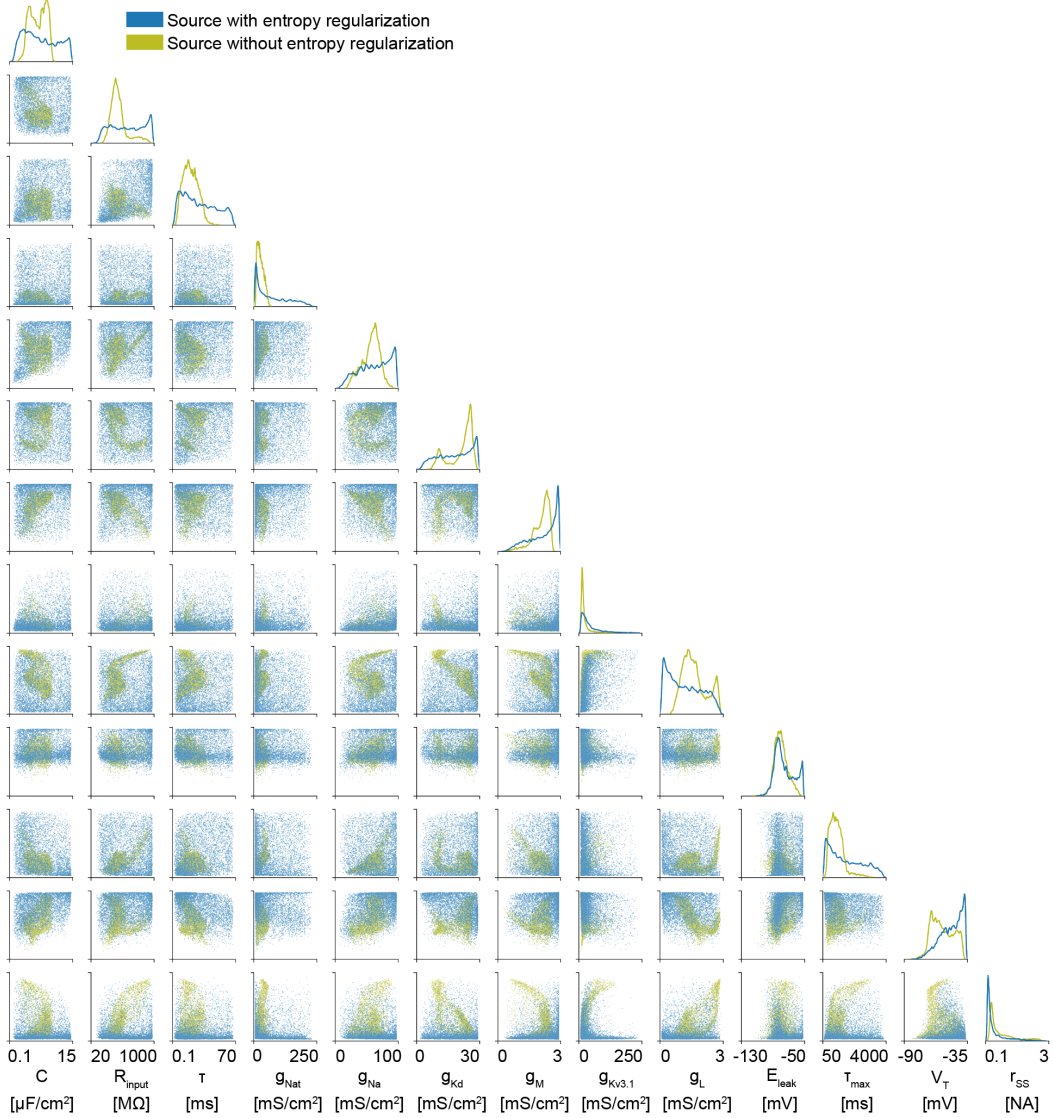 Source with entropy regularization
Source without entropy regularization
0.1 15 20 1000 0.1 70 0 250 0 100 0 30 0 3 0 250 0 3 -130 -50 50 4000 -90 -35 0.1 3
C R_input τ g_Nat g_Na g_Kd g_M g_Kv3.1 g_L E_leak τ_max V_T r_SS
[μF/cm²] [MΩ] [ms] [mS/cm²] [mS/cm²] [mS/cm²] [mS/cm²] [mS/cm²] [mS/cm²] [mV] [ms] [mV] [NA]